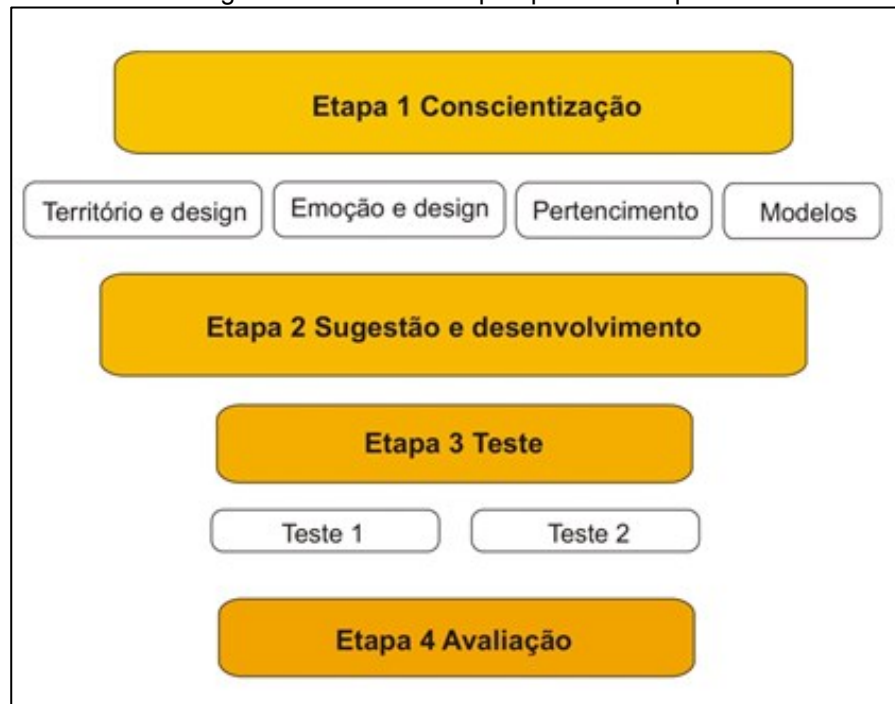 Etapa 1 Conscientização
Território e design
Emoção e design
Pertencimento
Modelos
Etapa 2 Sugestão e desenvolvimento
Etapa 3 Teste
Teste 1
Teste 2
Etapa 4 Avaliação